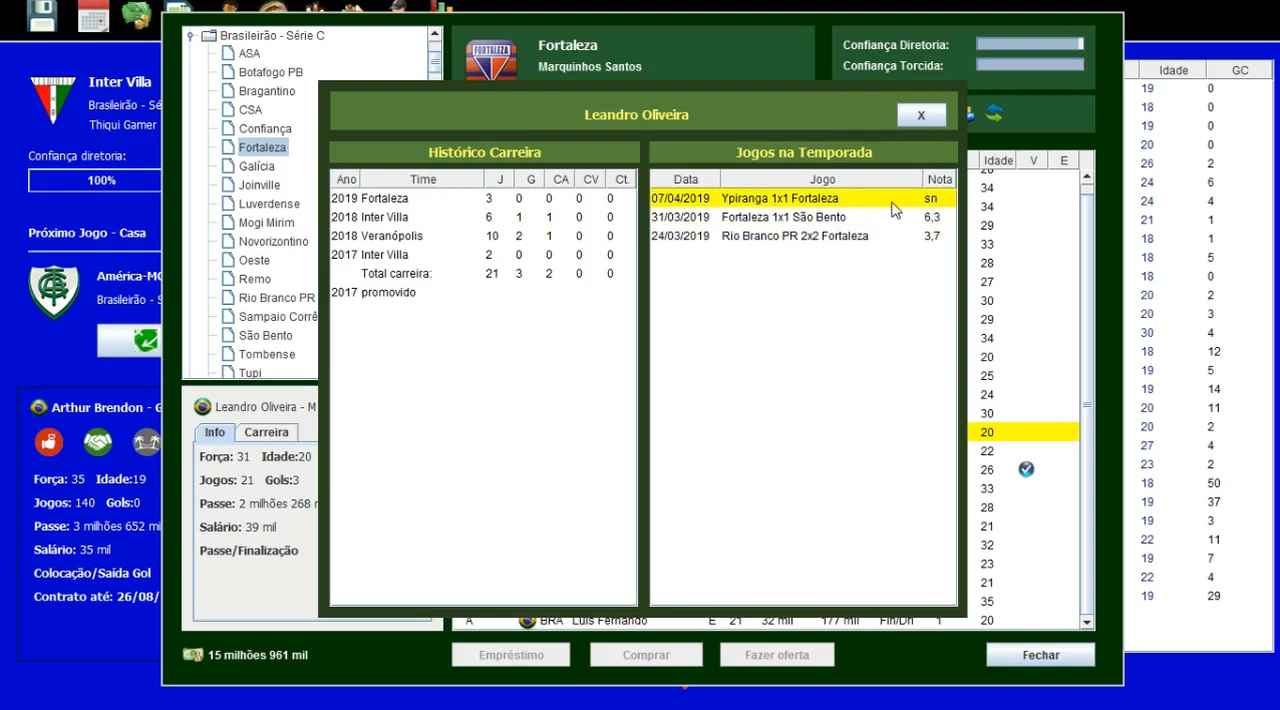 Inter Villa
Brasileirão - Sé
Thiqui Gamer
Confiança diretoria:
100%
Próximo Jogo - Casa
América-MG
Brasileirão - S
Arthur Brendon - G
Força: 35 Idade:19
Jogos: 140 Gols:0
Passe: 3 milhões 652 mi
Salário: 35 mil
Colocação/Saída Gol
Contrato até: 26/08/
Brasileirão - Série C
ASA
Botafogo PB
Bragantino
CSA
Confiança
Fortaleza
Galícia
Joinville
Luverdense
Mogi Mirim
Novorizontino
Oeste
Remo
Rio Branco PR
Sampaio Corrê
São Bento
Tombense
Tupi
FORTALEZA
Fortaleza
Marquinhos Santos
Confiança Diretoria:
Confiança Torcida:
Leandro Oliveira - M
Info Carreira
Força: 31 Idade:20
Jogos: 21 Gols:3
Passe: 2 milhões 268 m
Salário: 39 mil
Passe/Finalização
15 milhões 961 mil
Leandro Oliveira
X
Histórico Carreira
Ano Time J G CA CV Ct.
2019 Fortaleza 3 0 0 0 0
2018 Inter Villa 6 1 1 0 0
2018 Veranópolis 10 2 1 0 0
2017 Inter Villa 2 0 0 0 0
Total carreira: 21 3 2 0 0
2017 promovido
Jogos na Temporada
Data Jogo Nota
07/04/2019 Ypiranga 1x1 Fortaleza sn
31/03/2019 Fortaleza 1x1 São Bento 6,3
24/03/2019 Rio Branco PR 2x2 Fortaleza 3,7
Idade V E
28
34
34
29
33
28
27
30
29
34
20
25
24
30
20
22
26
33
28
21
32
23
21
35
A BRA Luis Fernando E 21 32 mil 177 mil Fin/Dri 1 20
Empréstimo
Comprar
Fazer oferta
Fechar
Idade GC
19 0
18 0
19 0
20 0
26 2
24 6
24 4
21 1
18 1
18 5
18 0
20 2
20 3
30 4
18 12
19 5
19 14
20 11
20 2
27 4
23 2
18 50
19 37
19 3
22 11
19 7
22 4
19 29